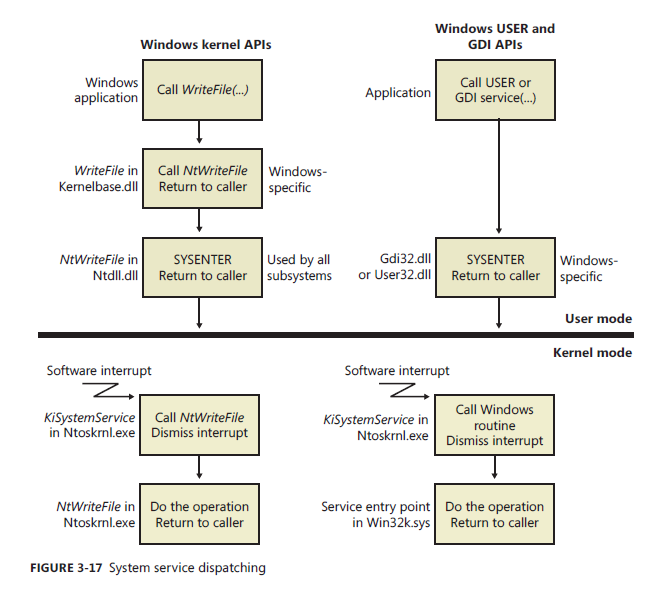 Windows kernel APIs
Windows USER and
GDI APIs
Windows
application
Call WriteFile(...)
Application
Call USER or
GDI service(...)
WriteFile in
Kernelbase.dll
Call NtWriteFile
Return to caller
Windows-
specific
NtWriteFile in
Ntdll.dll
SYSENTER
Return to caller
Used by all
subsystems
Gdi32.dll
or User32.dll
SYSENTER
Return to caller
Windows-
specific
User mode
Kernel mode
Software interrupt
KiSystemService
in Ntoskrnl.exe
Call NtWriteFile
Dismiss interrupt
Software interrupt
KiSystemService in
Ntoskrnl.exe
Call Windows
routine
Dismiss interrupt
NtWriteFile in
Ntoskrnl.exe
Do the operation
Return to caller
Service entry point
in Win32k.sys
Do the operation
Return to caller
FIGURE 3-17 System service dispatching